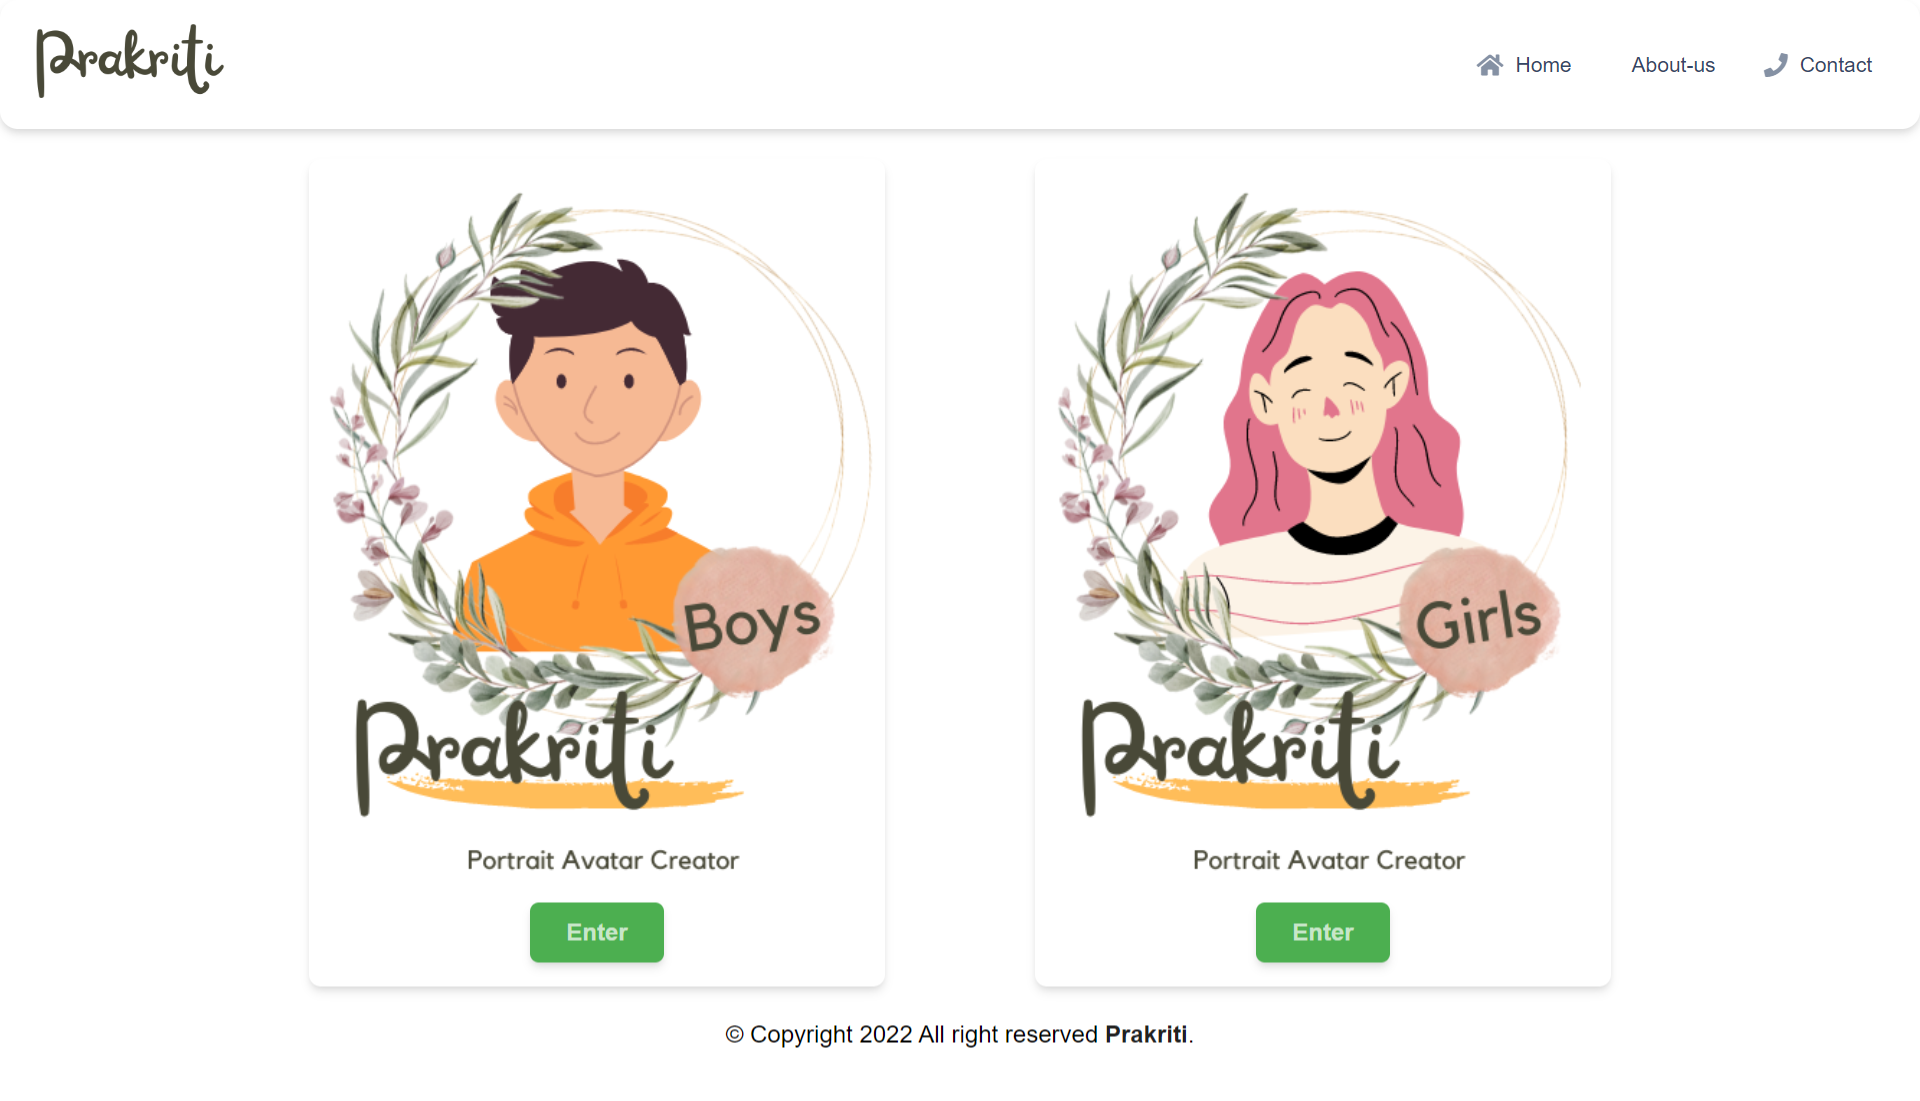 Prakriti
Home About-us Contact
Boys
Prakriti
Portrait Avatar Creator
Enter
Girls
Prakriti
Portrait Avatar Creator
Enter
© Copyright 2022 All right reserved Prakriti.